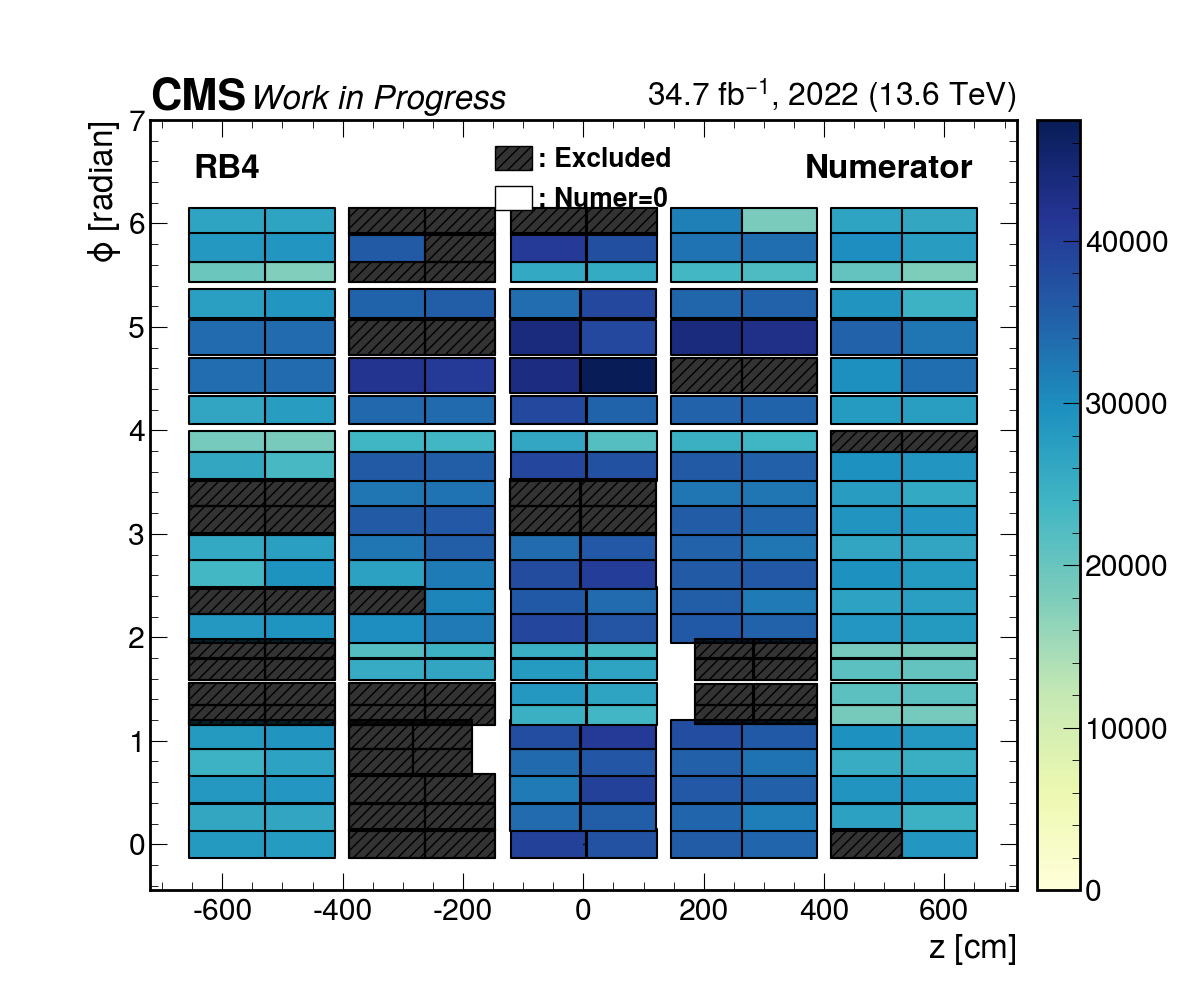 CMS Work in Progress 34.7 fb⁻¹, 2022 (13.6 TeV)
RB4 : Excluded Numerator
: Numer=0
ϕ [radian]
7
6
5
4
3
2
1
0
-600 -400 -200 0 200 400 600
z [cm]
40000
30000
20000
10000
0